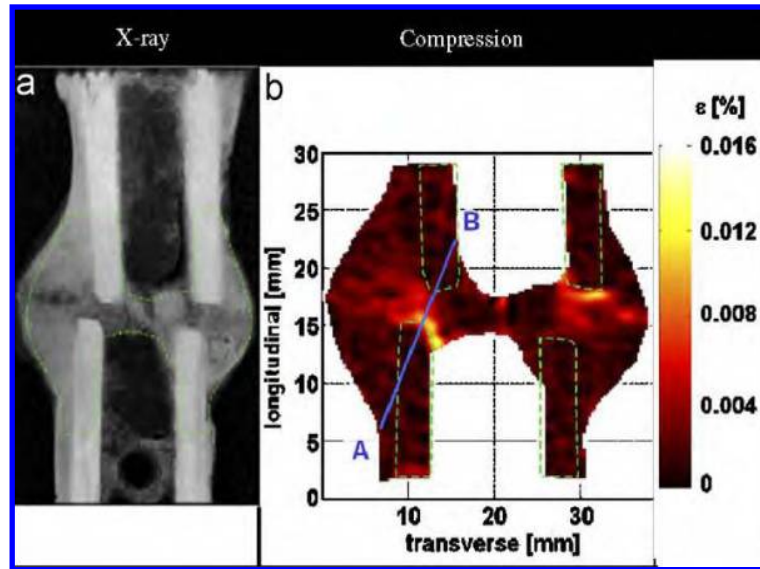 X-ray
Compression
a
b
ε [%]
0.016
0.012
0.008
0.004
0
longitudinal [mm]
30
25
20
15
10
5
0
B
A
10 20 30
transverse [mm]